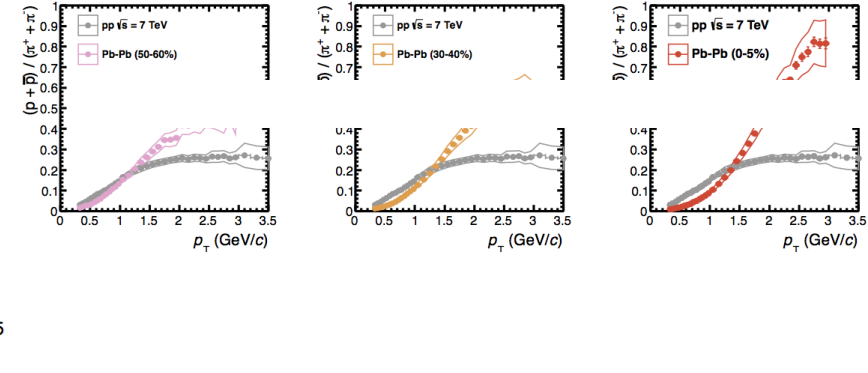 (p + p̅) / (π⁺ + π⁻)
1
0.9
0.8
0.7
0.6
0.5
0.4
0.3
0.2
0.1
0
pp √s = 7 TeV
Pb-Pb (50-60%)
0 0.5 1 1.5 2 2.5 3 3.5
p_T (GeV/c)
p̅) / (π⁺ + π⁻)
1
0.9
0.8
0.7
0.4
0.3
0.2
0.1
0
pp √s = 7 TeV
Pb-Pb (30-40%)
0 0.5 1 1.5 2 2.5 3 3.5
p_T (GeV/c)
p̅) / (π⁺ + π⁻)
1
0.9
0.8
0.7
0.4
0.3
0.2
0.1
0
pp √s = 7 TeV
Pb-Pb (0-5%)
0 0.5 1 1.5 2 2.5 3 3.5
p_T (GeV/c)